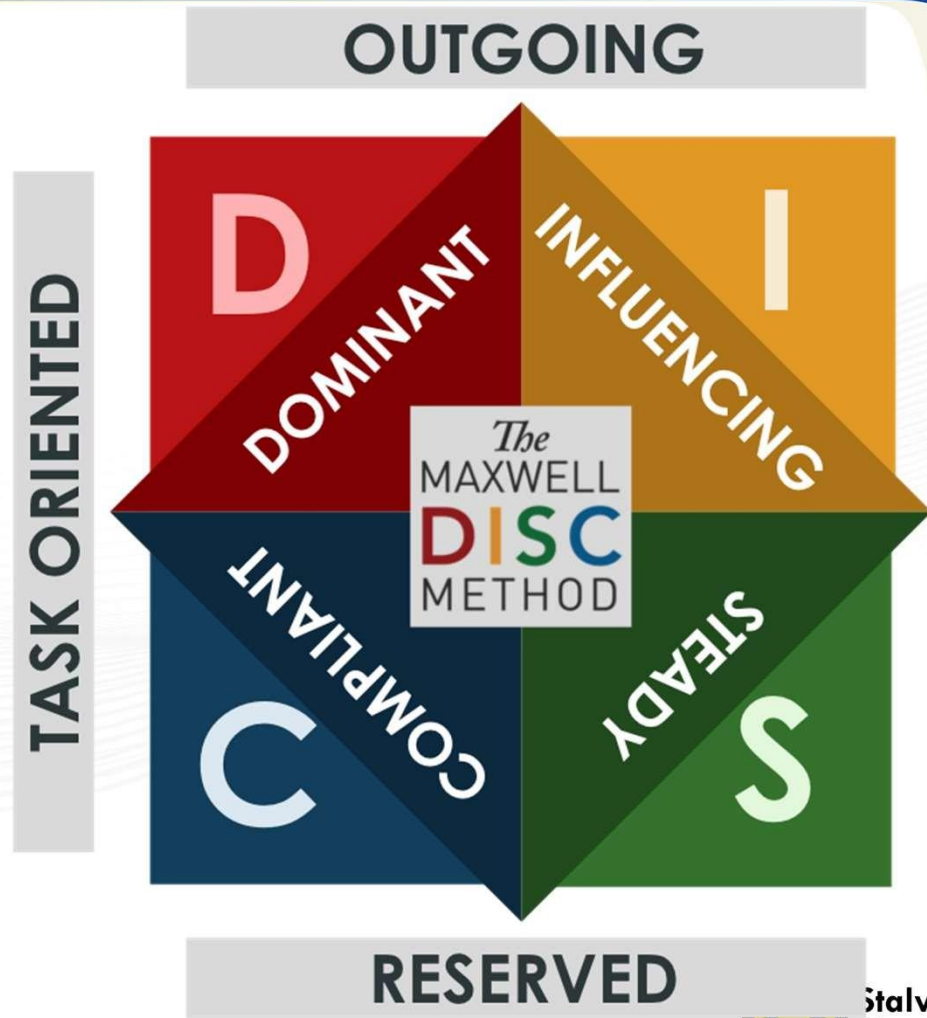 OUTGOING
TASK ORIENTED
D
DOMINANT
I
INFLUENCING
The
MAXWELL
DISC
METHOD
C
COMPLIANT
S
STEADY
RESERVED